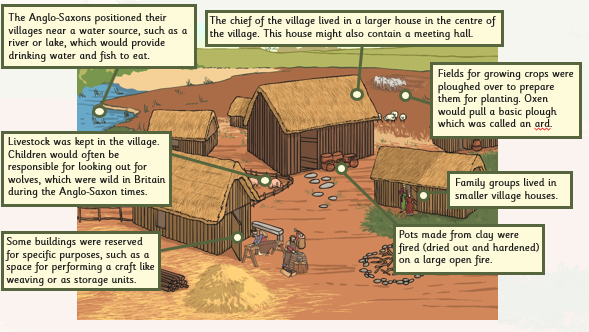 The Anglo-Saxons positioned their
villages near a water source, such as a
river or lake, which would provide
drinking water and fish to eat.
The chief of the village lived in a larger house in the centre of
the village. This house might also contain a meeting hall.
Fields for growing crops were
ploughed over to prepare
them for planting. Oxen
would pull a basic plough
which was called an ard.
Livestock was kept in the village.
Children would often be
responsible for looking out for
wolves, which were wild in Britain
during the Anglo-Saxon times.
Family groups lived in
smaller village houses.
Some buildings were reserved
for specific purposes, such as a
space for performing a craft like
weaving or as storage units.
Pots made from clay were
fired (dried out and hardened)
on a large open fire.